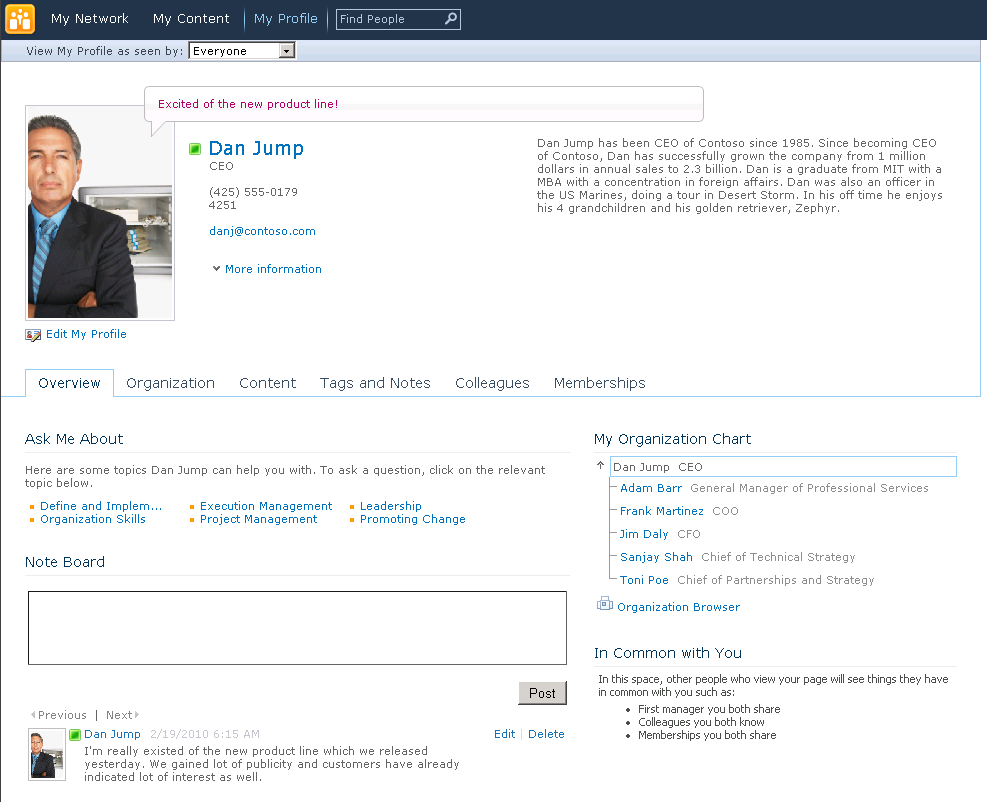 My Network My Content My Profile Find People
View My Profile as seen by: Everyone
Excited of the new product line!
Dan Jump
CEO
(425) 555-0179
4251
danj@contoso.com
More information
Dan Jump has been CEO of Contoso since 1985. Since becoming CEO
of Contoso, Dan has successfully grown the company from 1 million
dollars in annual sales to 2.3 billion. Dan is a graduate from MIT with a
MBA with a concentration in foreign affairs. Dan was also an officer in
the US Marines, doing a tour in Desert Storm. In his off time he enjoys
his 4 grandchildren and his golden retriever, Zephyr.
Edit My Profile
Overview Organization Content Tags and Notes Colleagues Memberships
Ask Me About
Here are some topics Dan Jump can help you with. To ask a question, click on the relevant
topic below.
Define and Implem... Execution Management Leadership
Organization Skills Project Management Promoting Change
Note Board
Post
Previous | Next
Dan Jump 2/19/2010 6:15 AM Edit | Delete
I'm really existed of the new product line which we released
yesterday. We gained lot of publicity and customers have already
indicated lot of interest as well.
My Organization Chart
Dan Jump CEO
Adam Barr General Manager of Professional Services
Frank Martinez COO
Jim Daly CFO
Sanjay Shah Chief of Technical Strategy
Toni Poe Chief of Partnerships and Strategy
Organization Browser
In Common with You
In this space, other people who view your page will see things they have
in common with you such as:
First manager you both share
Colleagues you both know
Memberships you both share